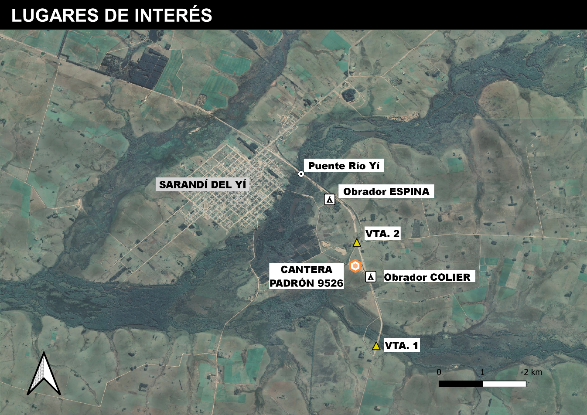 LUGARES DE INTERÉS
Puente Río Yí
SARANDÍ DEL YÍ
Obrador ESPINA
VTA. 2
CANTERA
PADRÓN 9526
Obrador COLIER
VTA. 1
0 1 2 km